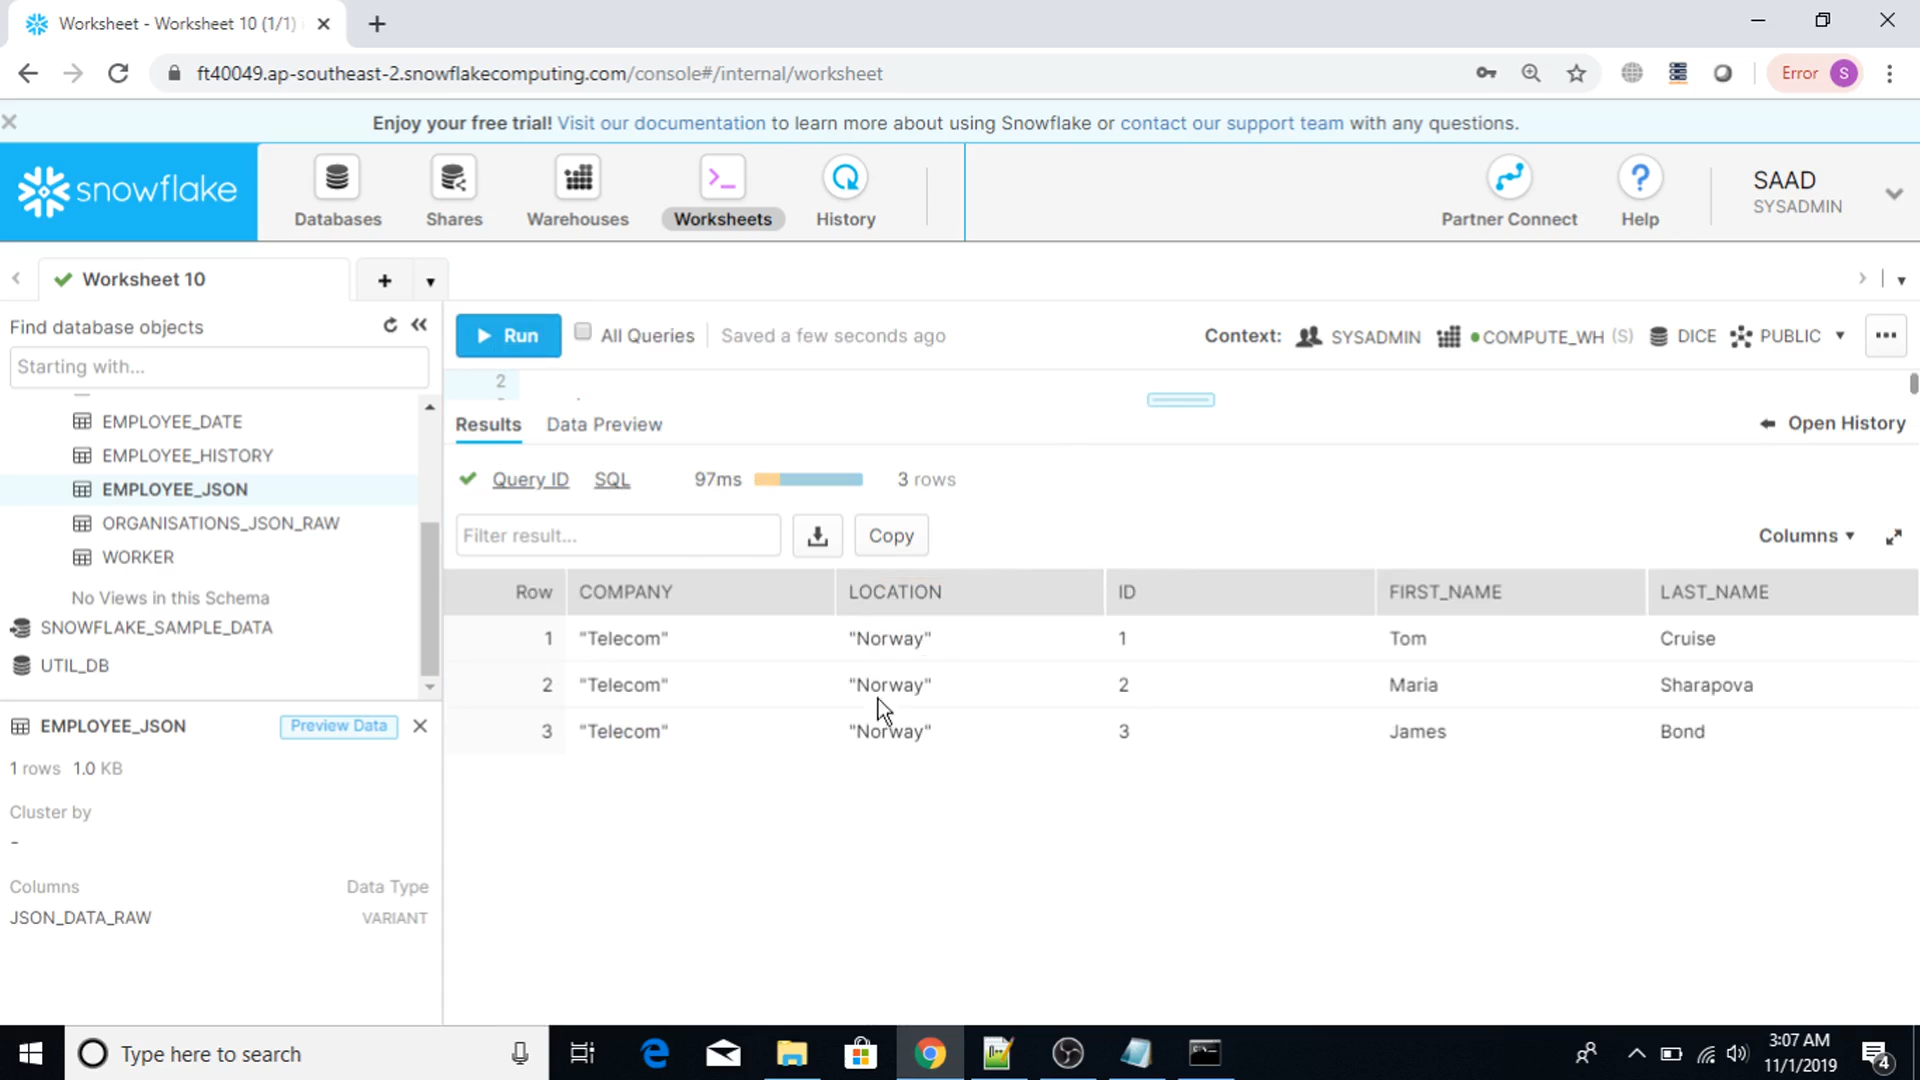 Worksheet - Worksheet 10 (1/1)
ft40049.ap-southeast-2.snowflakecomputing.com/console#/internal/worksheet
Error S
Enjoy your free trial! Visit our documentation to learn more about using Snowflake or contact our support team with any questions.
snowflake
Databases
Shares
Warehouses
Worksheets
History
Partner Connect
Help
SAAD
SYSADMIN
Worksheet 10
Find database objects
Starting with...
Run
All Queries
Saved a few seconds ago
Context: SYSADMIN COMPUTE_WH (S) DICE PUBLIC
2
EMPLOYEE_DATE
EMPLOYEE_HISTORY
EMPLOYEE_JSON
ORGANISATIONS_JSON_RAW
WORKER
No Views in this Schema
SNOWFLAKE_SAMPLE_DATA
UTIL_DB
Results
Data Preview
Open History
Query ID SQL 97ms 3 rows
Filter result...
Copy
Columns
Row COMPANY LOCATION ID FIRST_NAME LAST_NAME
1 "Telecom" "Norway" 1 Tom Cruise
2 "Telecom" "Norway" 2 Maria Sharapova
3 "Telecom" "Norway" 3 James Bond
EMPLOYEE_JSON
Preview Data
1 rows 1.0 KB
Cluster by
-
Columns Data Type
JSON_DATA_RAW VARIANT
Type here to search
3:07 AM
11/1/2019
4